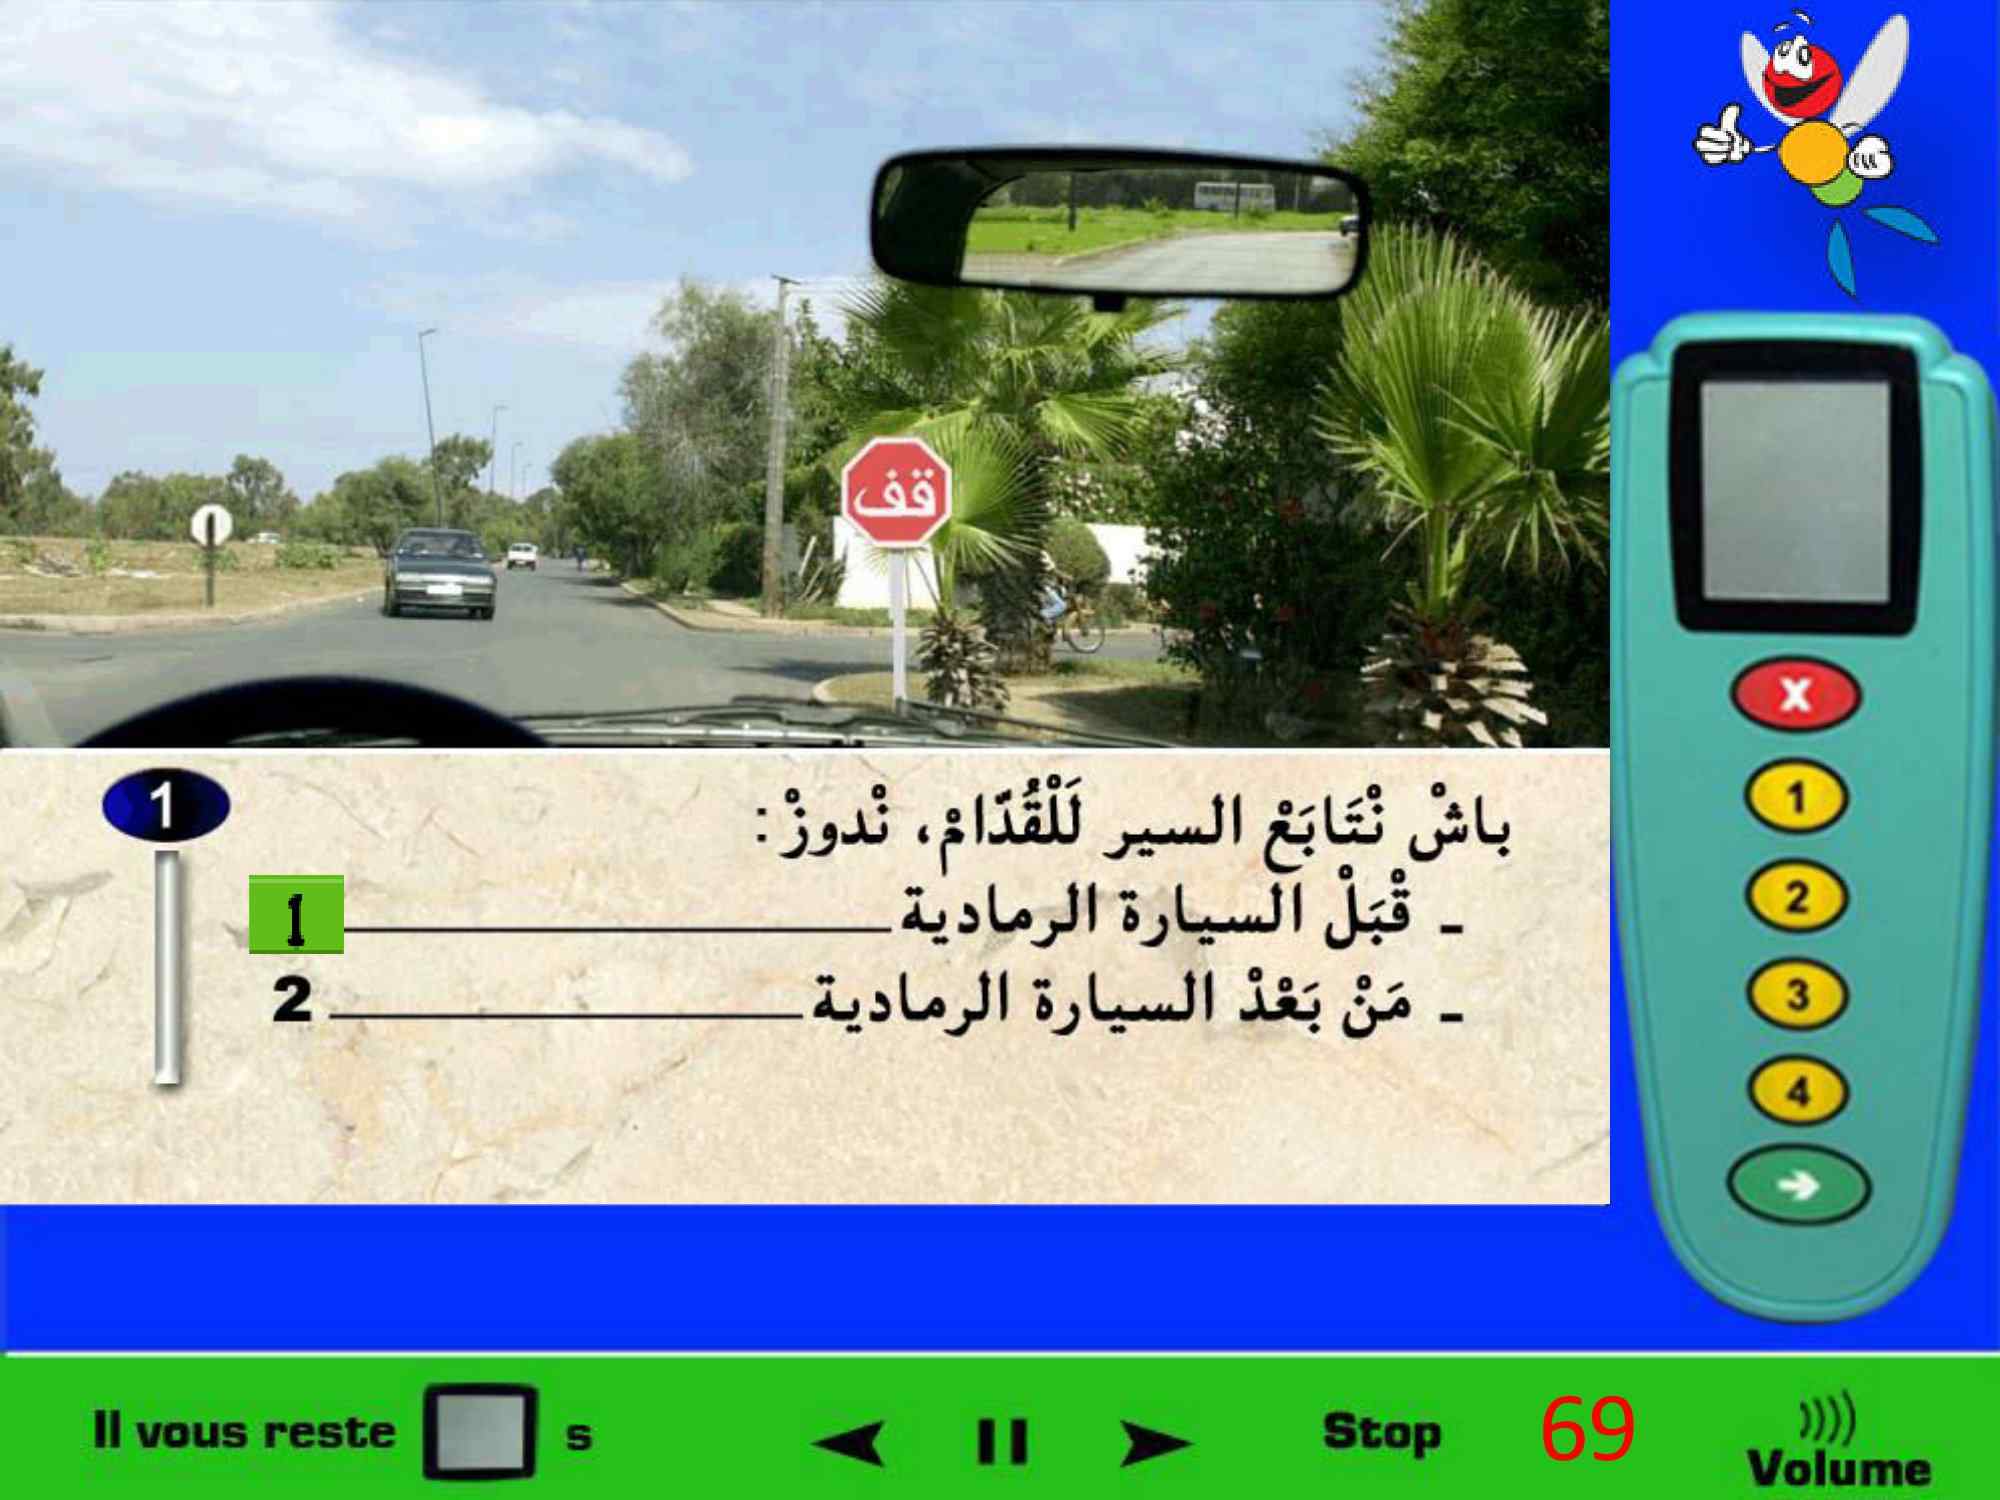 قف
1
باشْ نْتَابَعْ السير لَلْقُدّامْ، نْدوزْ:
ـ قْبَلْ السيارة الرمادية 1
ـ مَنْ بَعْدْ السيارة الرمادية 2
X
1
2
3
4
Il vous reste s
Stop
69
Volume